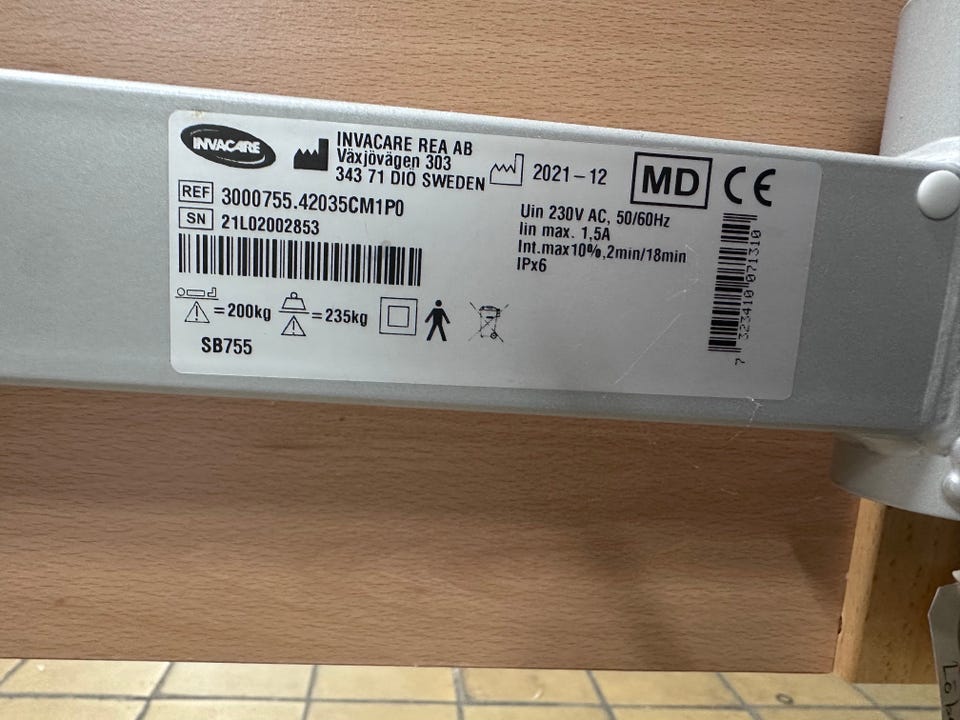 INVACARE
INVACARE REA AB
Växjövägen 303
343 71 DIO SWEDEN
2021-12
MD
CE
REF 3000755.42035CM1P0
SN 21L02002853
Uin 230V AC, 50/60Hz
Iin max. 1,5A
Int.max10%,2min/18min
IPx6
=200kg
=235kg
SB755
7 323410 071310